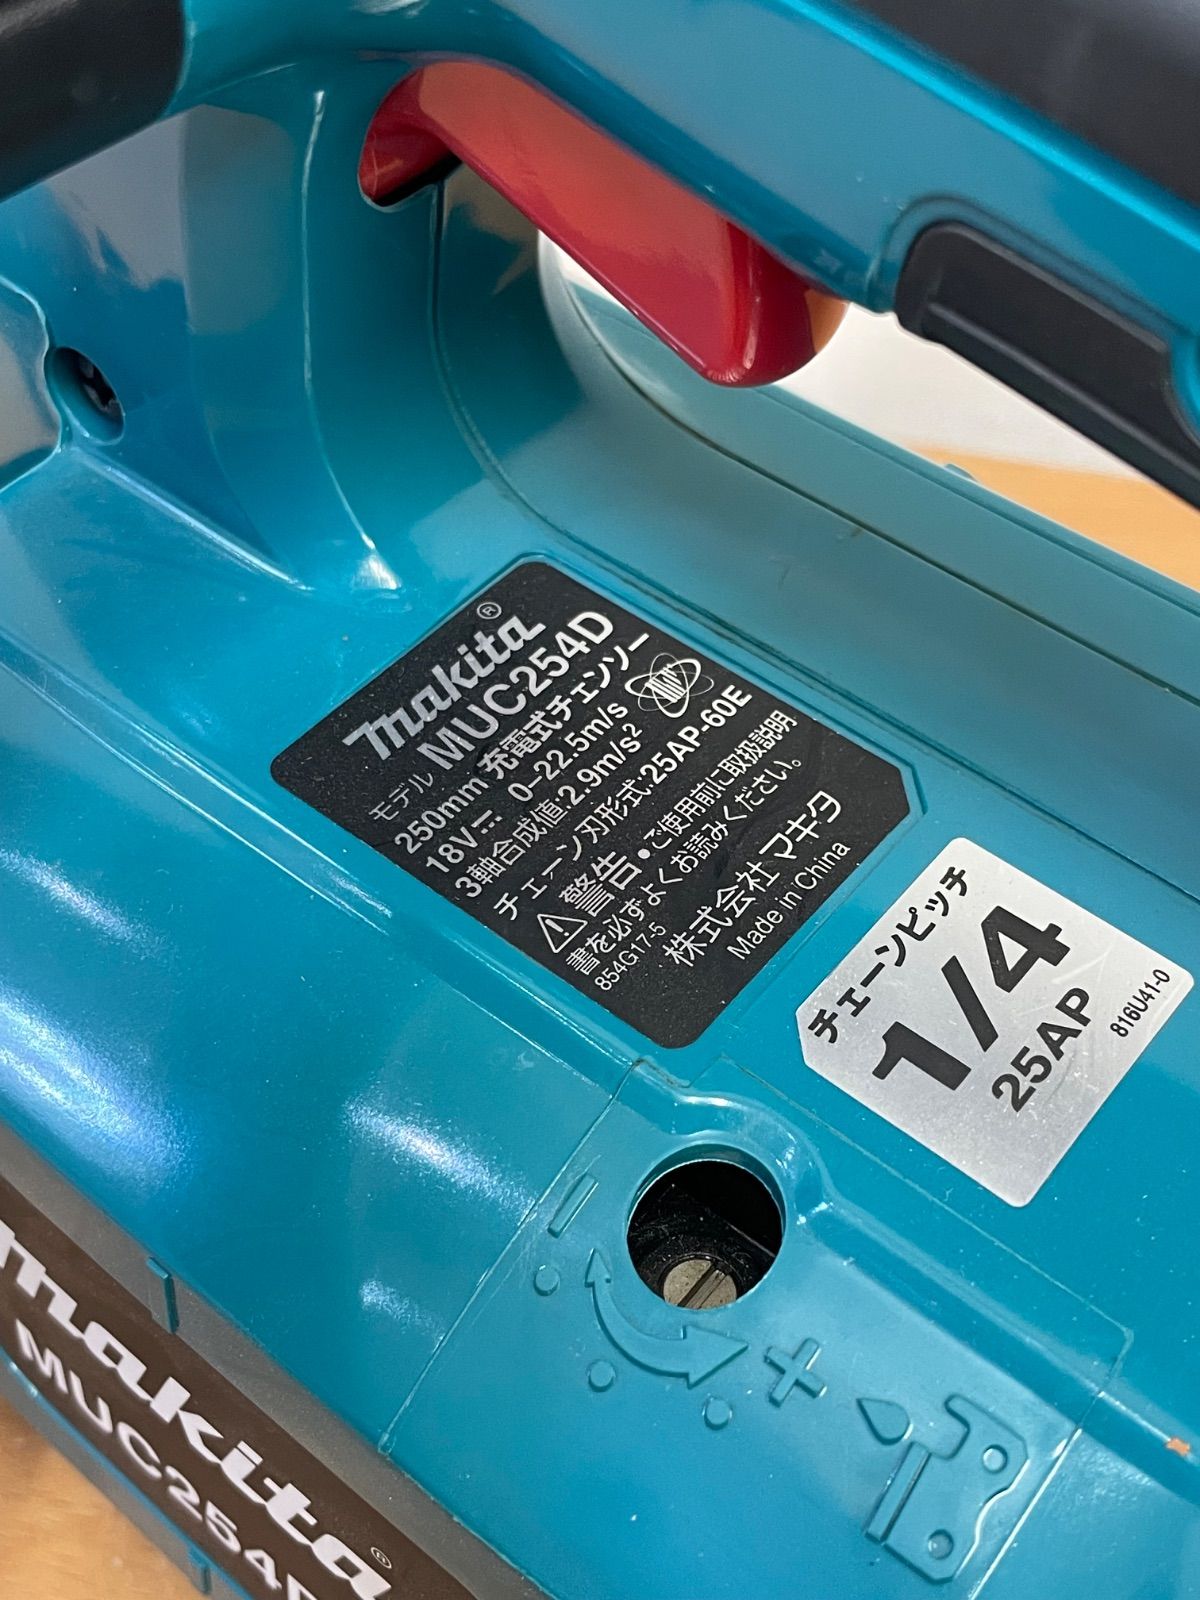 makita®
モデル MUC254D
250mm 充電式チェンソー
18V⎓ 0–22.5m/s
3軸合成値:2.9m/s²
チェーン刃形式:25AP-60E
⚠警告・ご使用前に取扱説明
書を必ずよくお読みください。
854G17-5
株式会社マキタ
Made in China
チェーンピッチ
1/4
25AP
816U41-0
− +
makita®
MUC254D